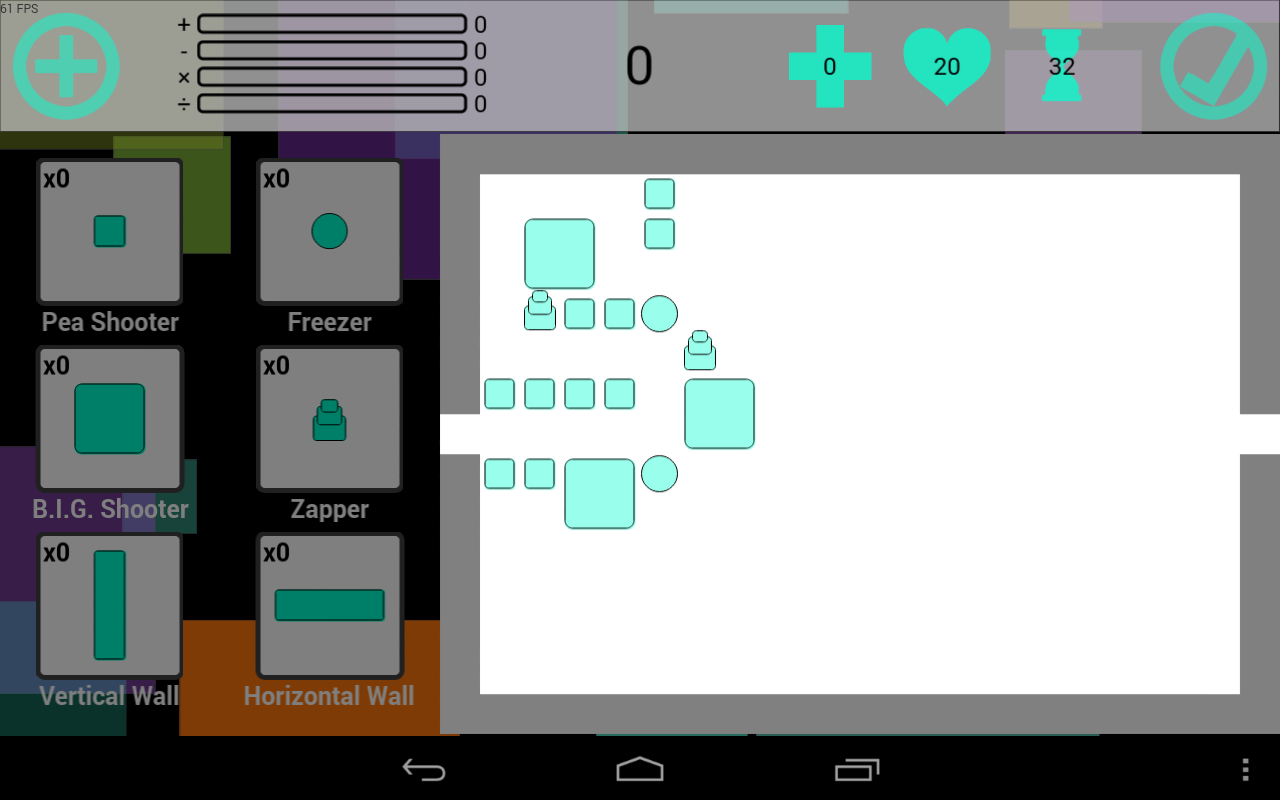 61 FPS
+ 0
- 0
× 0
÷ 0
0
0
20
32
x0
x0
Pea Shooter
Freezer
x0
x0
B.I.G. Shooter
Zapper
x0
x0
Vertical Wall
Horizontal Wall